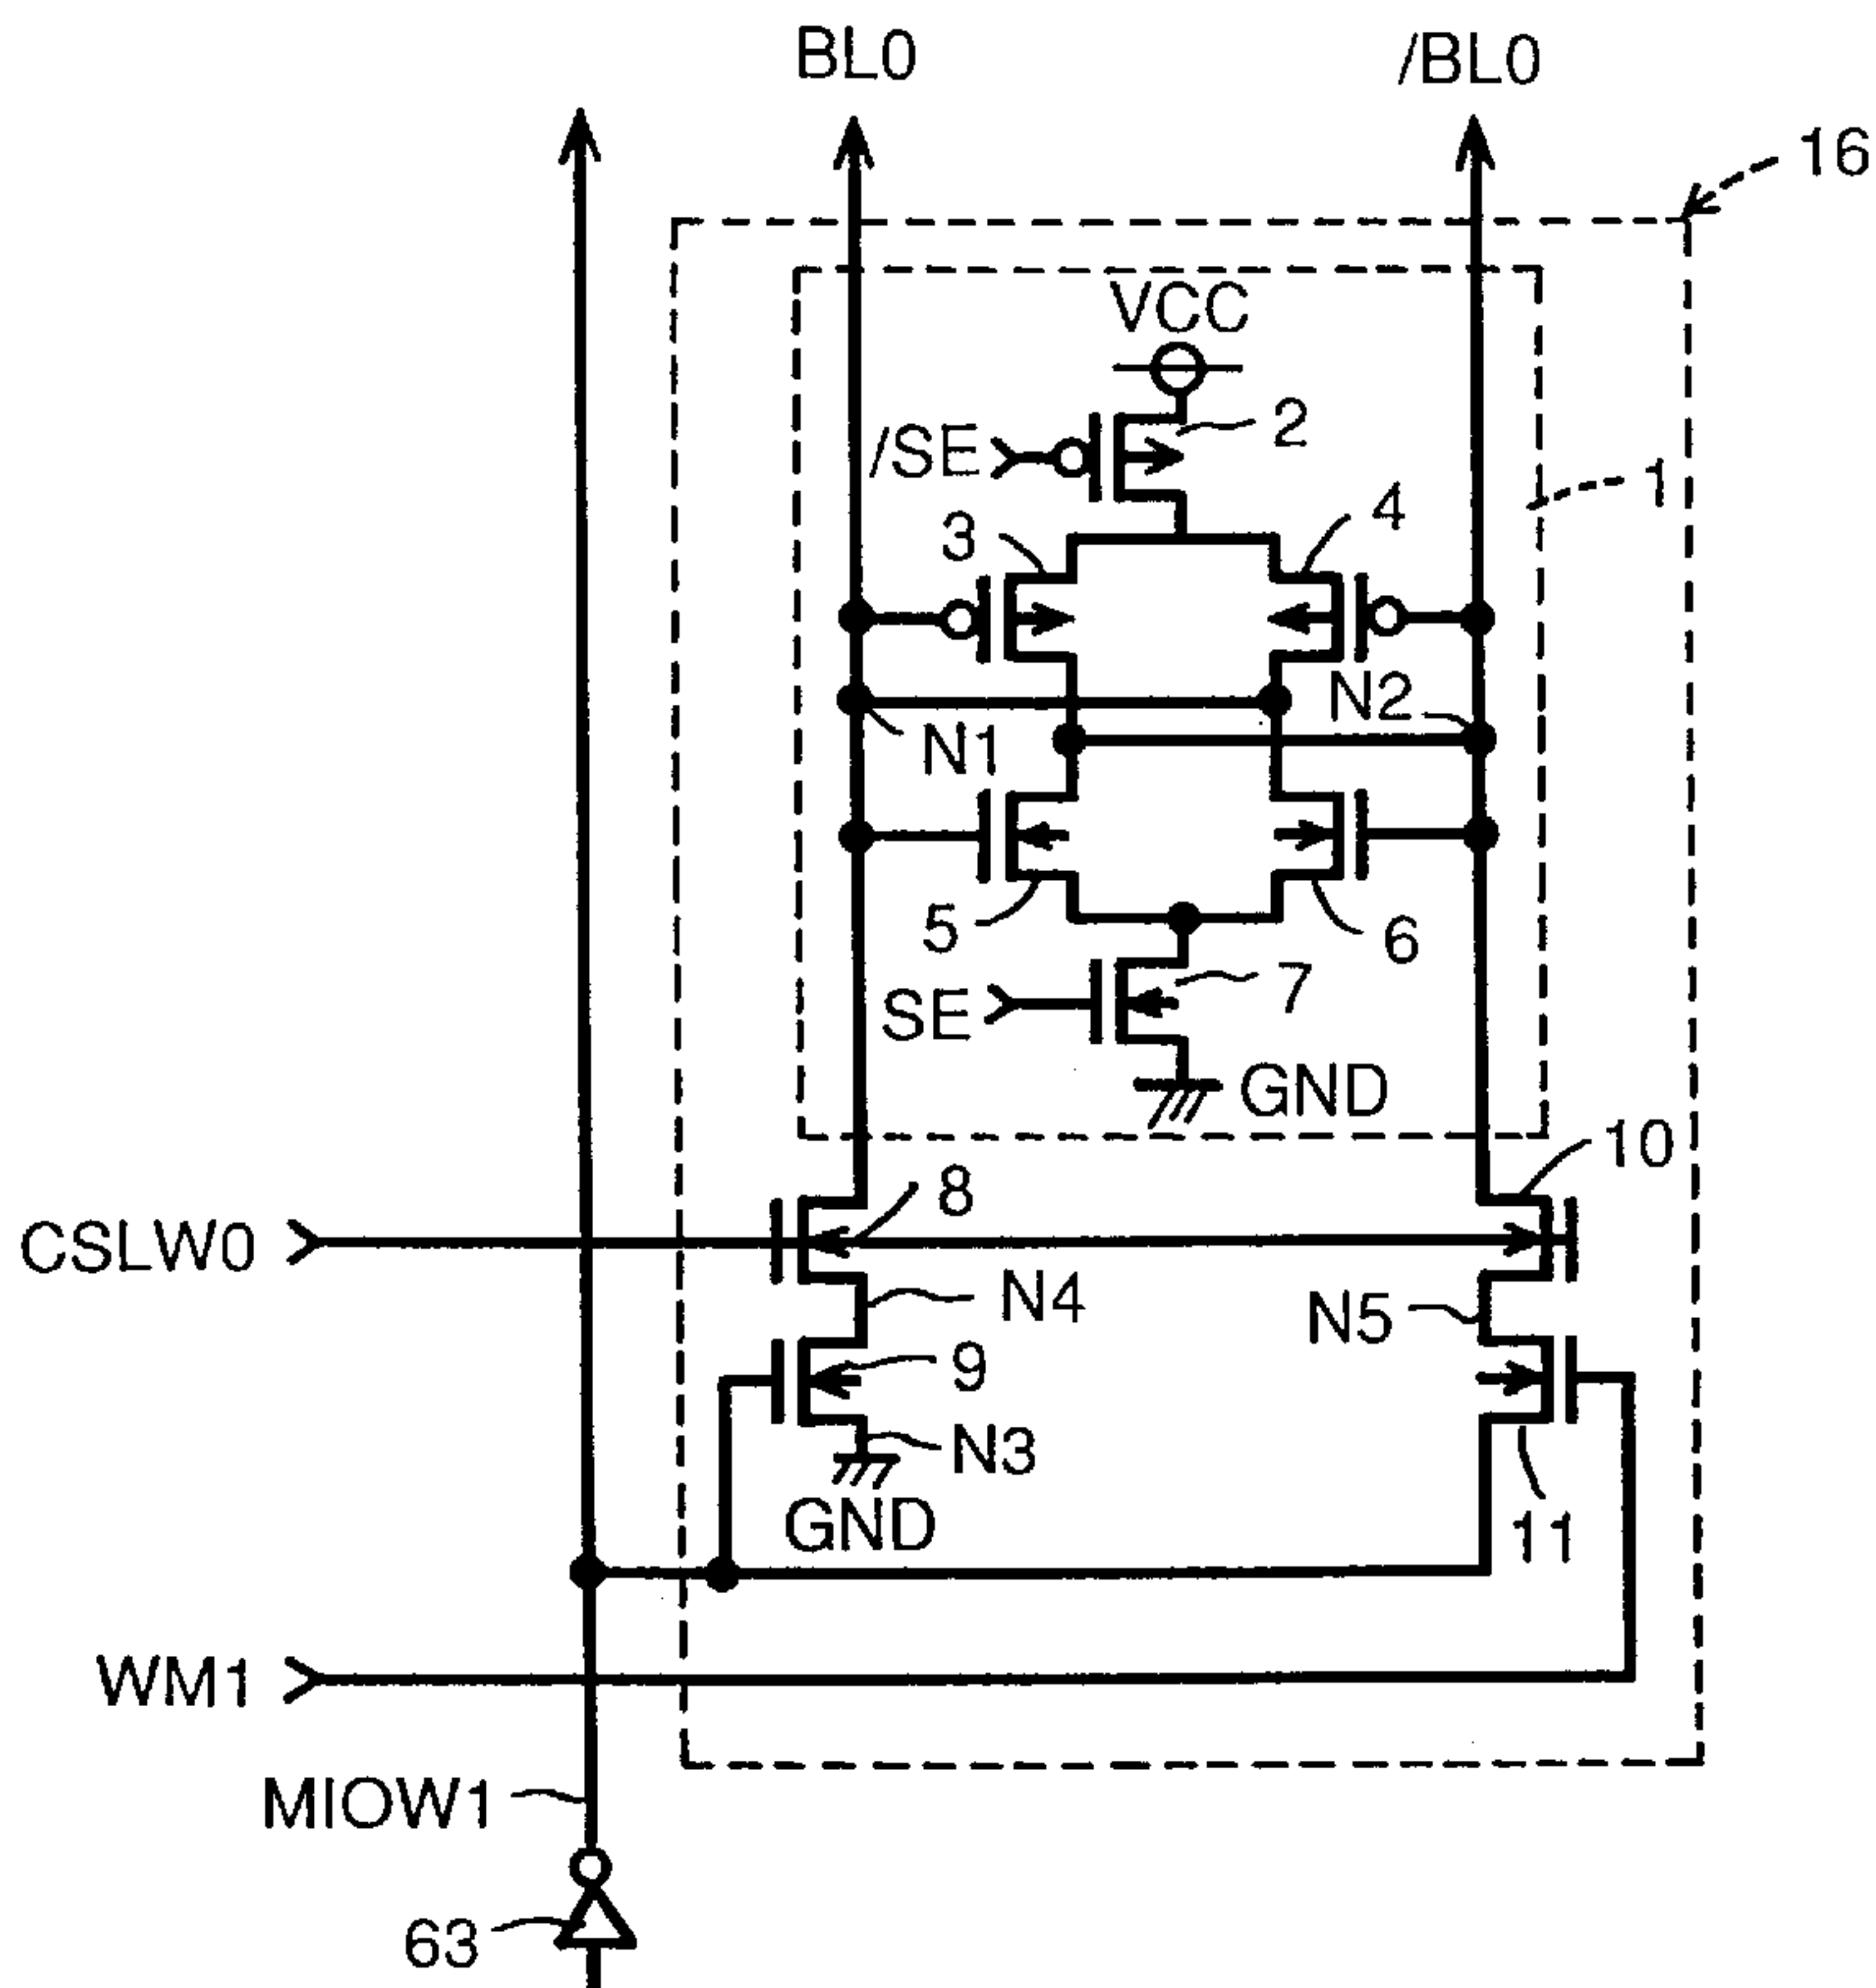 BL0
/BL0
16
VCC
2
/SE
1
3
4
N2
N1
5
6
7
SE
GND
10
8
CSLW0
N4
N5
9
N3
GND
11
WM1
MIOW1
63